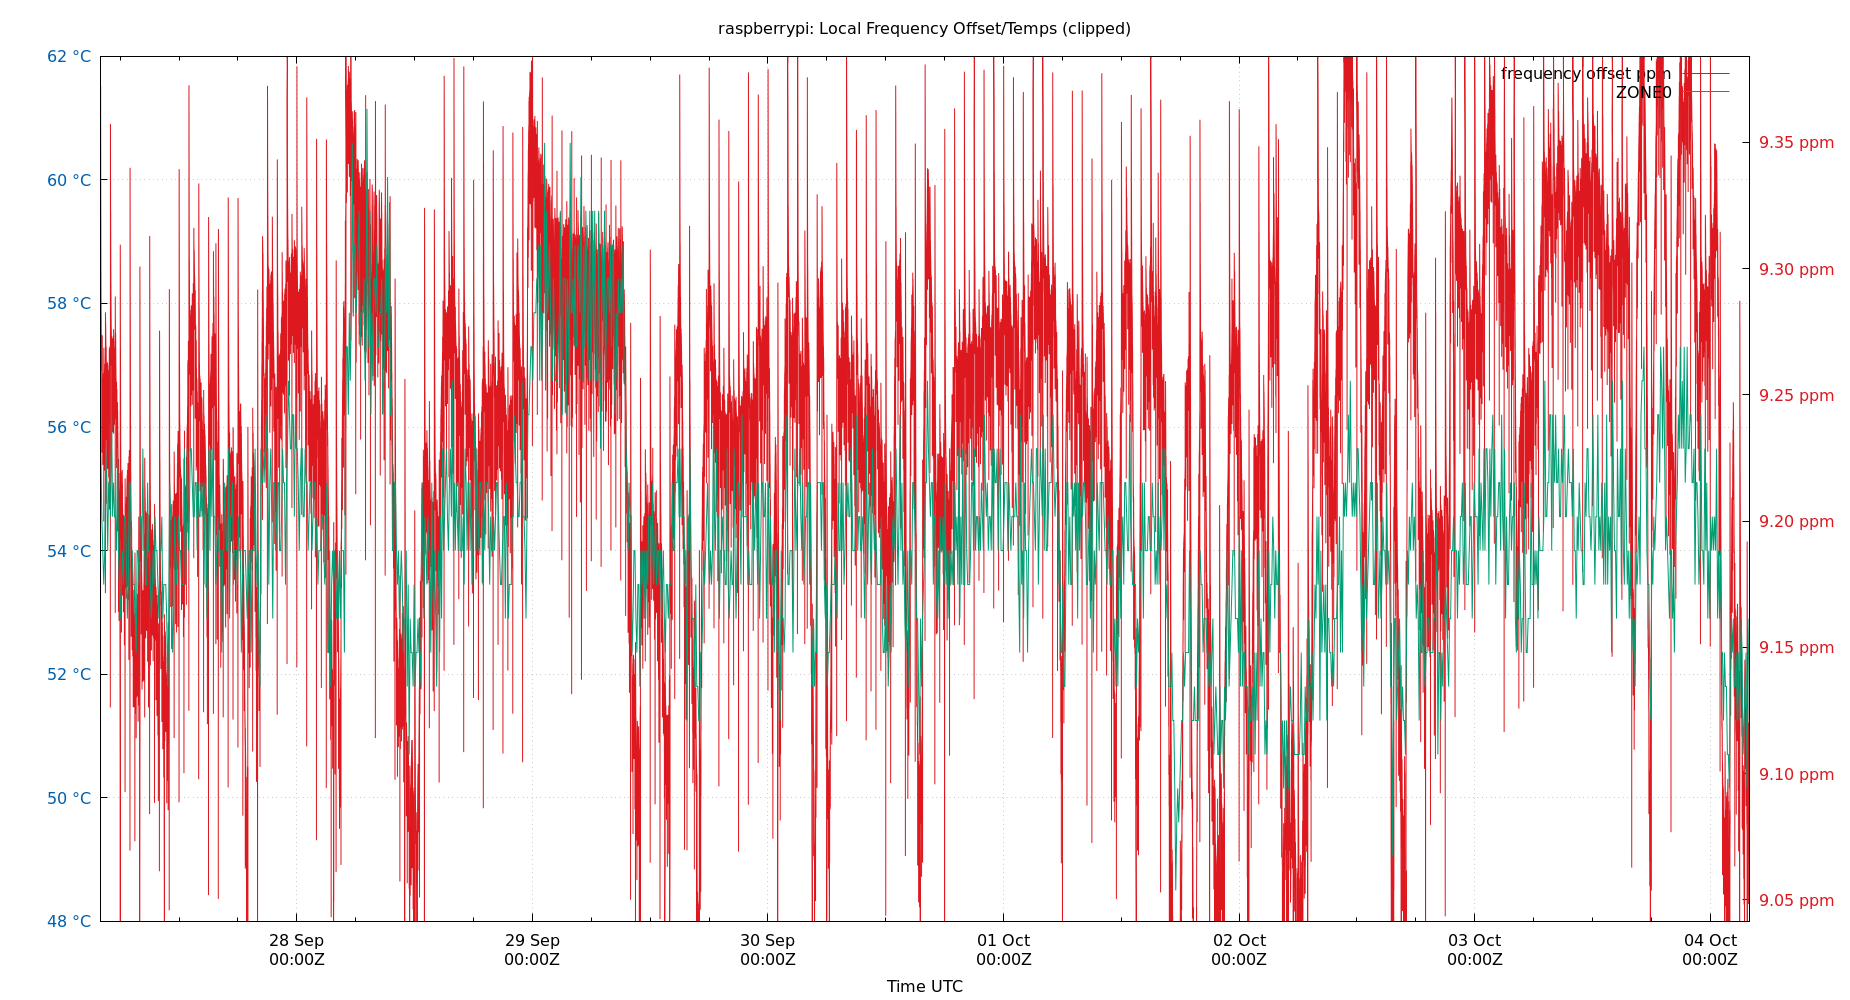 raspberrypi: Local Frequency Offset/Temps (clipped)
62 °C
60 °C
58 °C
56 °C
54 °C
52 °C
50 °C
48 °C
frequency offset ppm
ZONE0
9.35 ppm
9.30 ppm
9.25 ppm
9.20 ppm
9.15 ppm
9.10 ppm
9.05 ppm
28 Sep
00:00Z
29 Sep
00:00Z
30 Sep
00:00Z
01 Oct
00:00Z
02 Oct
00:00Z
03 Oct
00:00Z
04 Oct
00:00Z
Time UTC